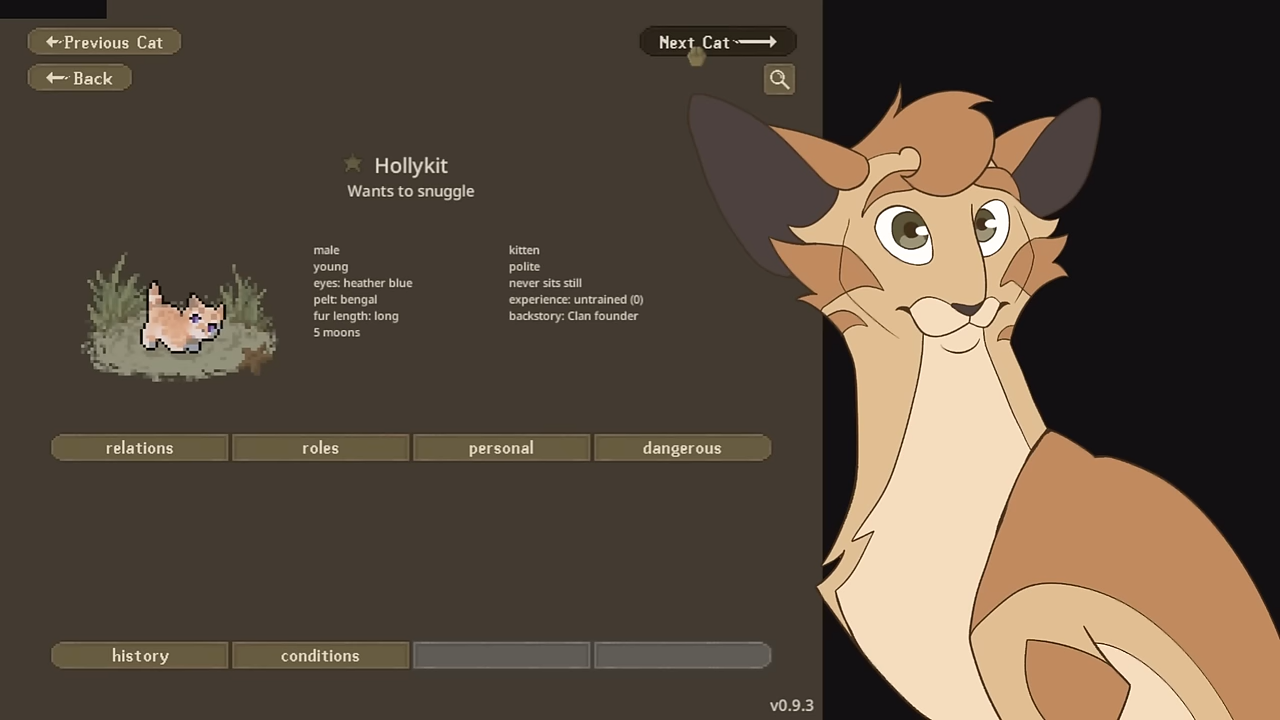 Previous Cat
Next Cat
Back
Hollykit
Wants to snuggle
male
young
eyes: heather blue
pelt: bengal
fur length: long
5 moons
kitten
polite
never sits still
experience: untrained (0)
backstory: Clan founder
relations
roles
personal
dangerous
history
conditions
v0.9.3